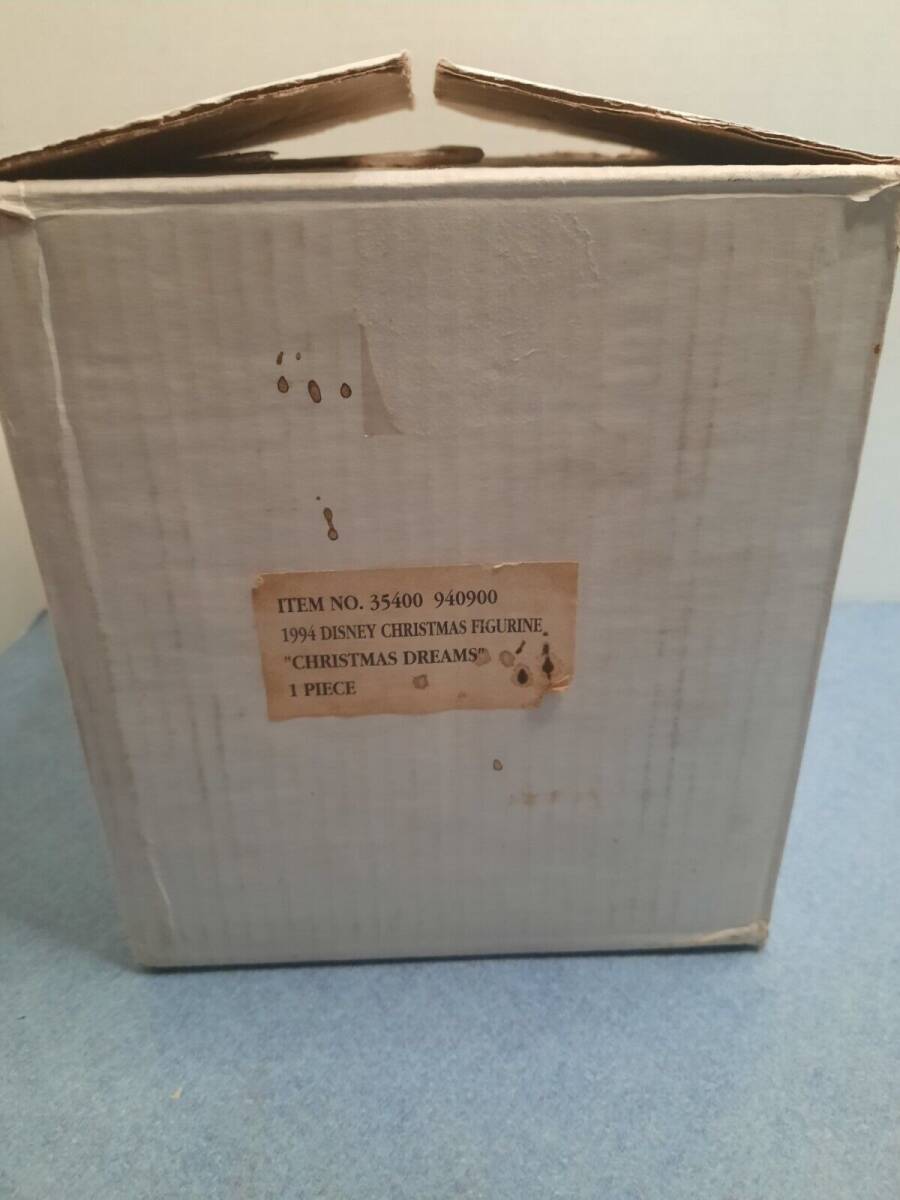 ITEM NO. 35400 940900
1994 DISNEY CHRISTMAS FIGURINE
"CHRISTMAS DREAMS"
1 PIECE